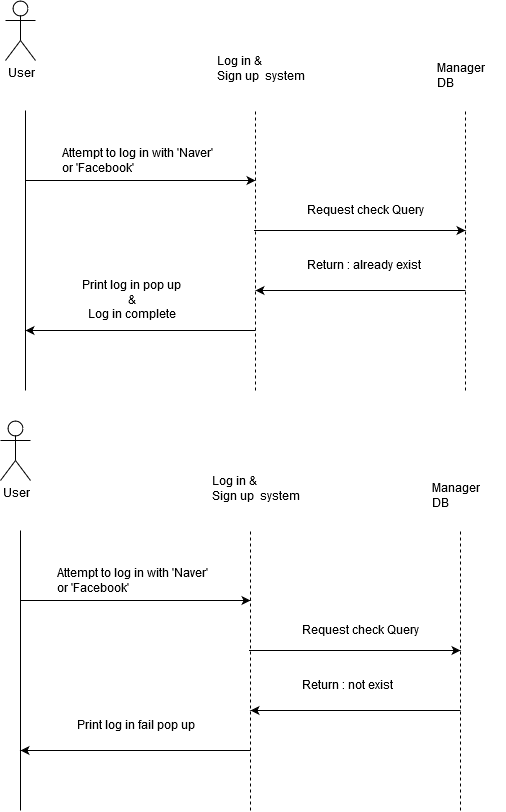 User
Log in &
Sign up  system
Manager
DB
Attempt to log in with 'Naver'
or 'Facebook'
Request check Query
Return : already exist
Print log in pop up
&
Log in complete
User
Log in &
Sign up  system
Manager
DB
Attempt to log in with 'Naver'
or 'Facebook'
Request check Query
Return : not exist
Print log in fail pop up